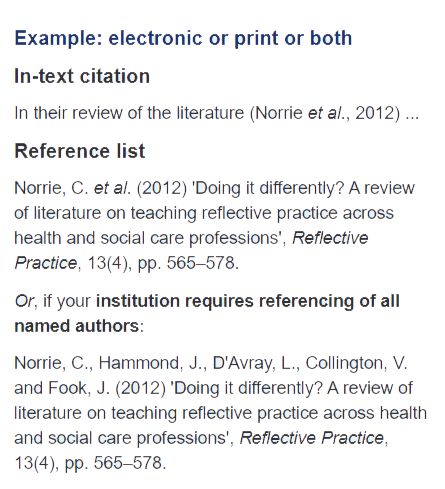 Example: electronic or print or both
In-text citation
In their review of the literature (Norrie et al., 2012) ...
Reference list
Norrie, C. et al. (2012) 'Doing it differently? A review
of literature on teaching reflective practice across
health and social care professions', Reflective
Practice, 13(4), pp. 565–578.
Or, if your institution requires referencing of all
named authors:
Norrie, C., Hammond, J., D'Avray, L., Collington, V.
and Fook, J. (2012) 'Doing it differently? A review of
literature on teaching reflective practice across health
and social care professions', Reflective Practice,
13(4), pp. 565–578.